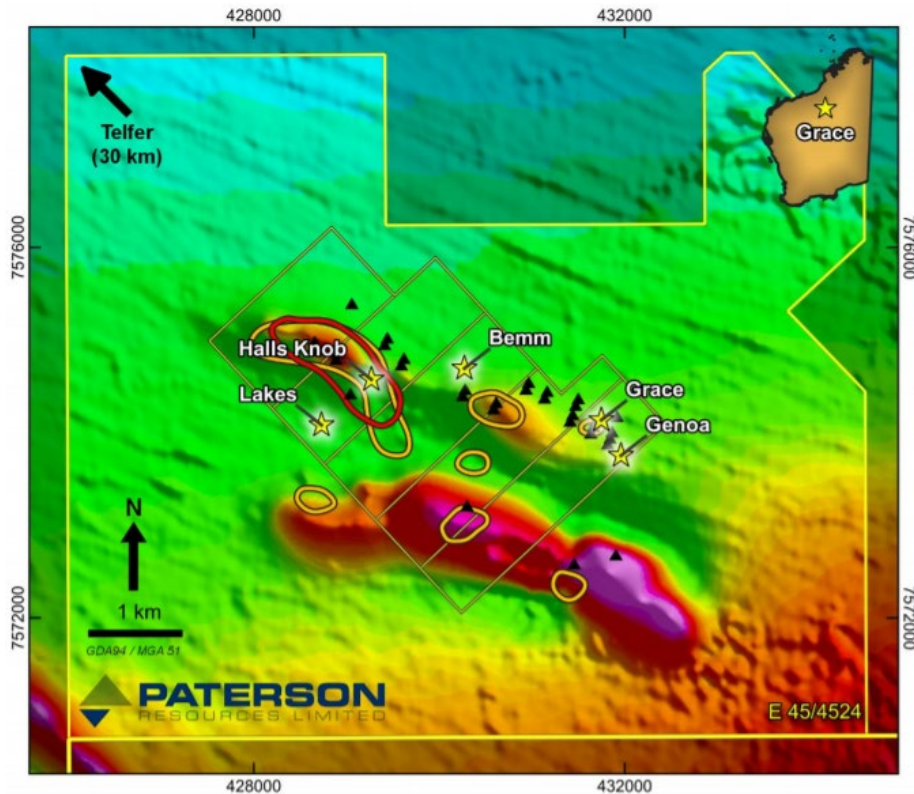 428000
432000
Telfer
(30 km)
Grace
7576000
7576000
Bemm
Halls Knob
Lakes
Grace
Genoa
N
1 km
GDA94 / MGA 51
7572000
7572000
PATERSON
RESOURCES LIMITED
E 45/4524
428000
432000